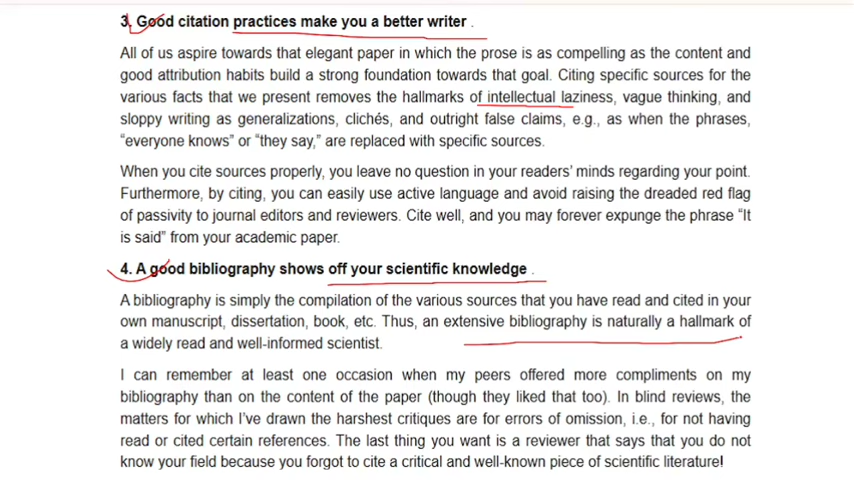 3. Good citation practices make you a better writer .
All of us aspire towards that elegant paper in which the prose is as compelling as the content and
good attribution habits build a strong foundation towards that goal. Citing specific sources for the
various facts that we present removes the hallmarks of intellectual laziness, vague thinking, and
sloppy writing as generalizations, clichés, and outright false claims, e.g., as when the phrases,
“everyone knows” or “they say,” are replaced with specific sources.
When you cite sources properly, you leave no question in your readers’ minds regarding your point.
Furthermore, by citing, you can easily use active language and avoid raising the dreaded red flag
of passivity to journal editors and reviewers. Cite well, and you may forever expunge the phrase “It
is said” from your academic paper.
4. A good bibliography shows off your scientific knowledge .
A bibliography is simply the compilation of the various sources that you have read and cited in your
own manuscript, dissertation, book, etc. Thus, an extensive bibliography is naturally a hallmark of
a widely read and well-informed scientist.
I can remember at least one occasion when my peers offered more compliments on my
bibliography than on the content of the paper (though they liked that too). In blind reviews, the
matters for which I’ve drawn the harshest critiques are for errors of omission, i.e., for not having
read or cited certain references. The last thing you want is a reviewer that says that you do not
know your field because you forgot to cite a critical and well-known piece of scientific literature!